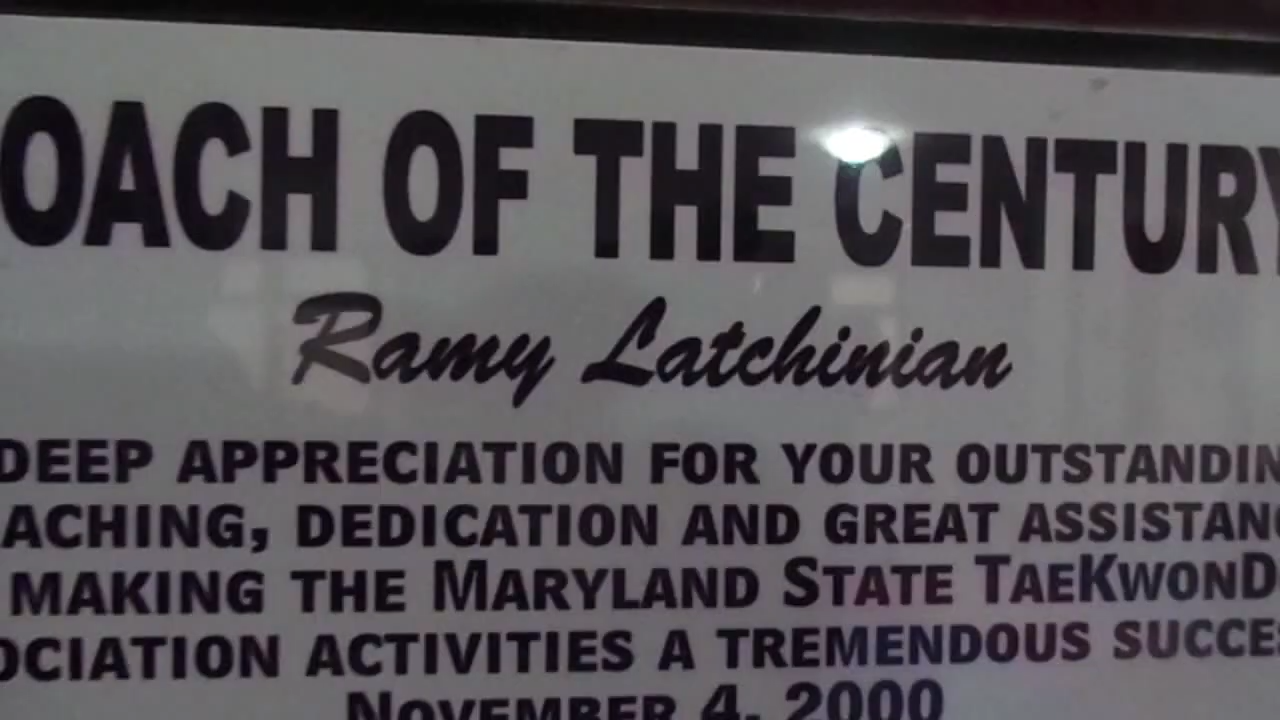 OACH OF THE CENTURY
Ramy Latchinian
DEEP APPRECIATION FOR YOUR OUTSTANDIN
ACHING, DEDICATION AND GREAT ASSISTANC
MAKING THE MARYLAND STATE TAEKWOND
OCIATION ACTIVITIES A TREMENDOUS SUCCE
NOVEMBER 4, 2000